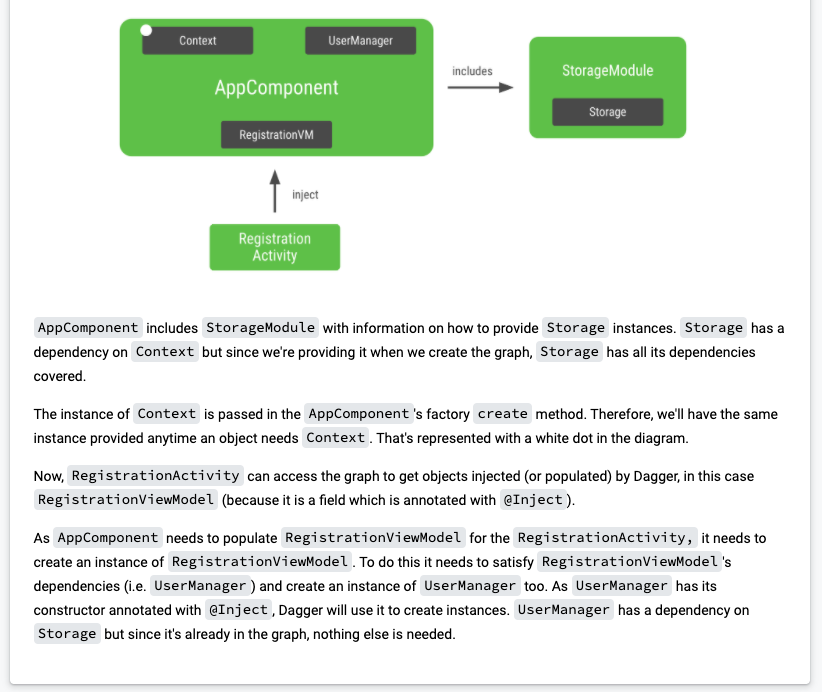 Context
UserManager
AppComponent
RegistrationVM
includes
StorageModule
Storage
inject
Registration
Activity
AppComponent includes StorageModule with information on how to provide Storage instances. Storage has a
dependency on Context but since we're providing it when we create the graph, Storage has all its dependencies
covered.
The instance of Context is passed in the AppComponent's factory create method. Therefore, we'll have the same
instance provided anytime an object needs Context. That's represented with a white dot in the diagram.
Now, RegistrationActivity can access the graph to get objects injected (or populated) by Dagger, in this case
RegistrationViewModel (because it is a field which is annotated with @Inject).
As AppComponent needs to populate RegistrationViewModel for the RegistrationActivity, it needs to
create an instance of RegistrationViewModel. To do this it needs to satisfy RegistrationViewModel's
dependencies (i.e. UserManager) and create an instance of UserManager too. As UserManager has its
constructor annotated with @Inject, Dagger will use it to create instances. UserManager has a dependency on
Storage but since it's already in the graph, nothing else is needed.